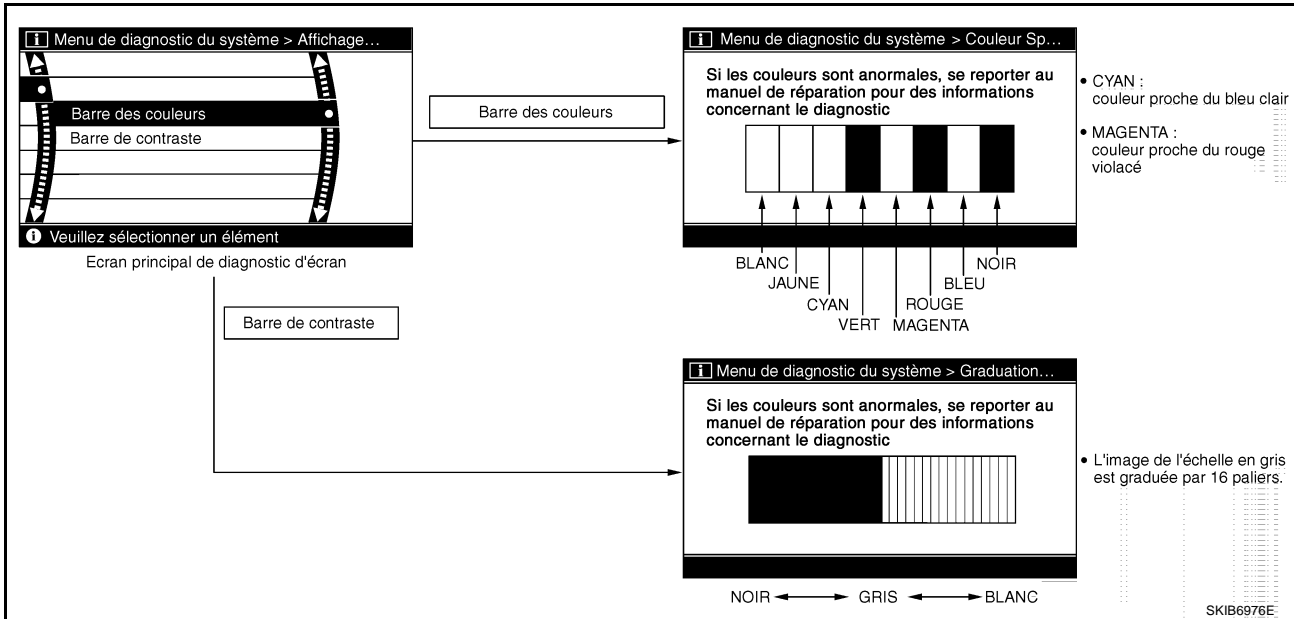 Menu de diagnostic du système > Affichage...
Barre des couleurs
Barre de contraste
Veuillez sélectionner un élément
Ecran principal de diagnostic d'écran
Barre des couleurs
Barre de contraste
Menu de diagnostic du système > Couleur Sp...
Si les couleurs sont anormales, se reporter au
manuel de réparation pour des informations
concernant le diagnostic
BLANC
JAUNE
CYAN
VERT
MAGENTA
ROUGE
BLEU
NOIR
• CYAN :
couleur proche du bleu clair
• MAGENTA :
couleur proche du rouge
violacé
Menu de diagnostic du système > Graduation...
Si les couleurs sont anormales, se reporter au
manuel de réparation pour des informations
concernant le diagnostic
NOIR GRIS BLANC
• L'image de l'échelle en gris
est graduée par 16 paliers.
SKIB6976E